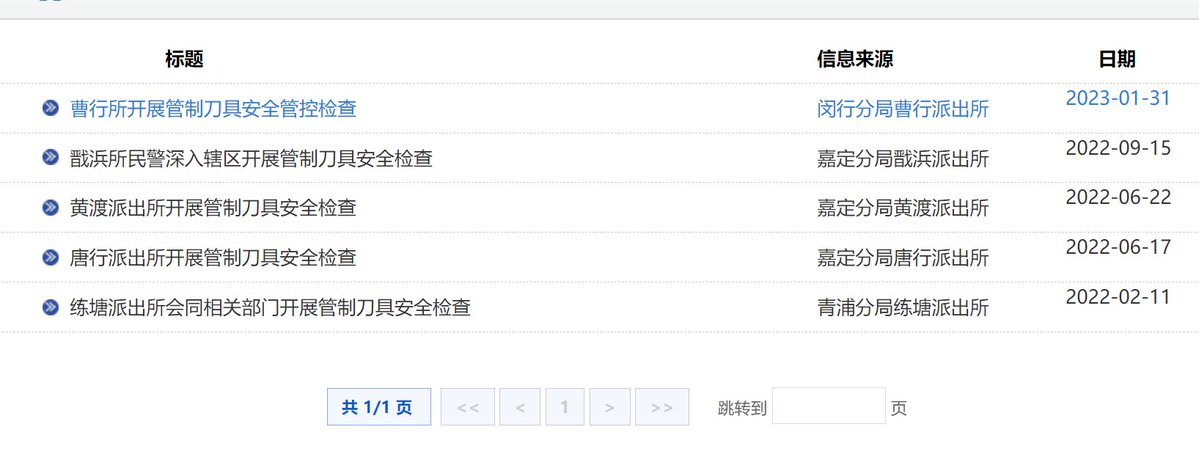 标题 信息来源 日期
曹行所开展管制刀具安全管控检查 闵行分局曹行派出所 2023-01-31
戬浜所民警深入辖区开展管制刀具安全检查 嘉定分局戬浜派出所 2022-09-15
黄渡派出所开展管制刀具安全检查 嘉定分局黄渡派出所 2022-06-22
唐行派出所开展管制刀具安全检查 嘉定分局唐行派出所 2022-06-17
练塘派出所会同相关部门开展管制刀具安全检查 青浦分局练塘派出所 2022-02-11
共 1/1 页 << < 1 > >> 跳转到 页